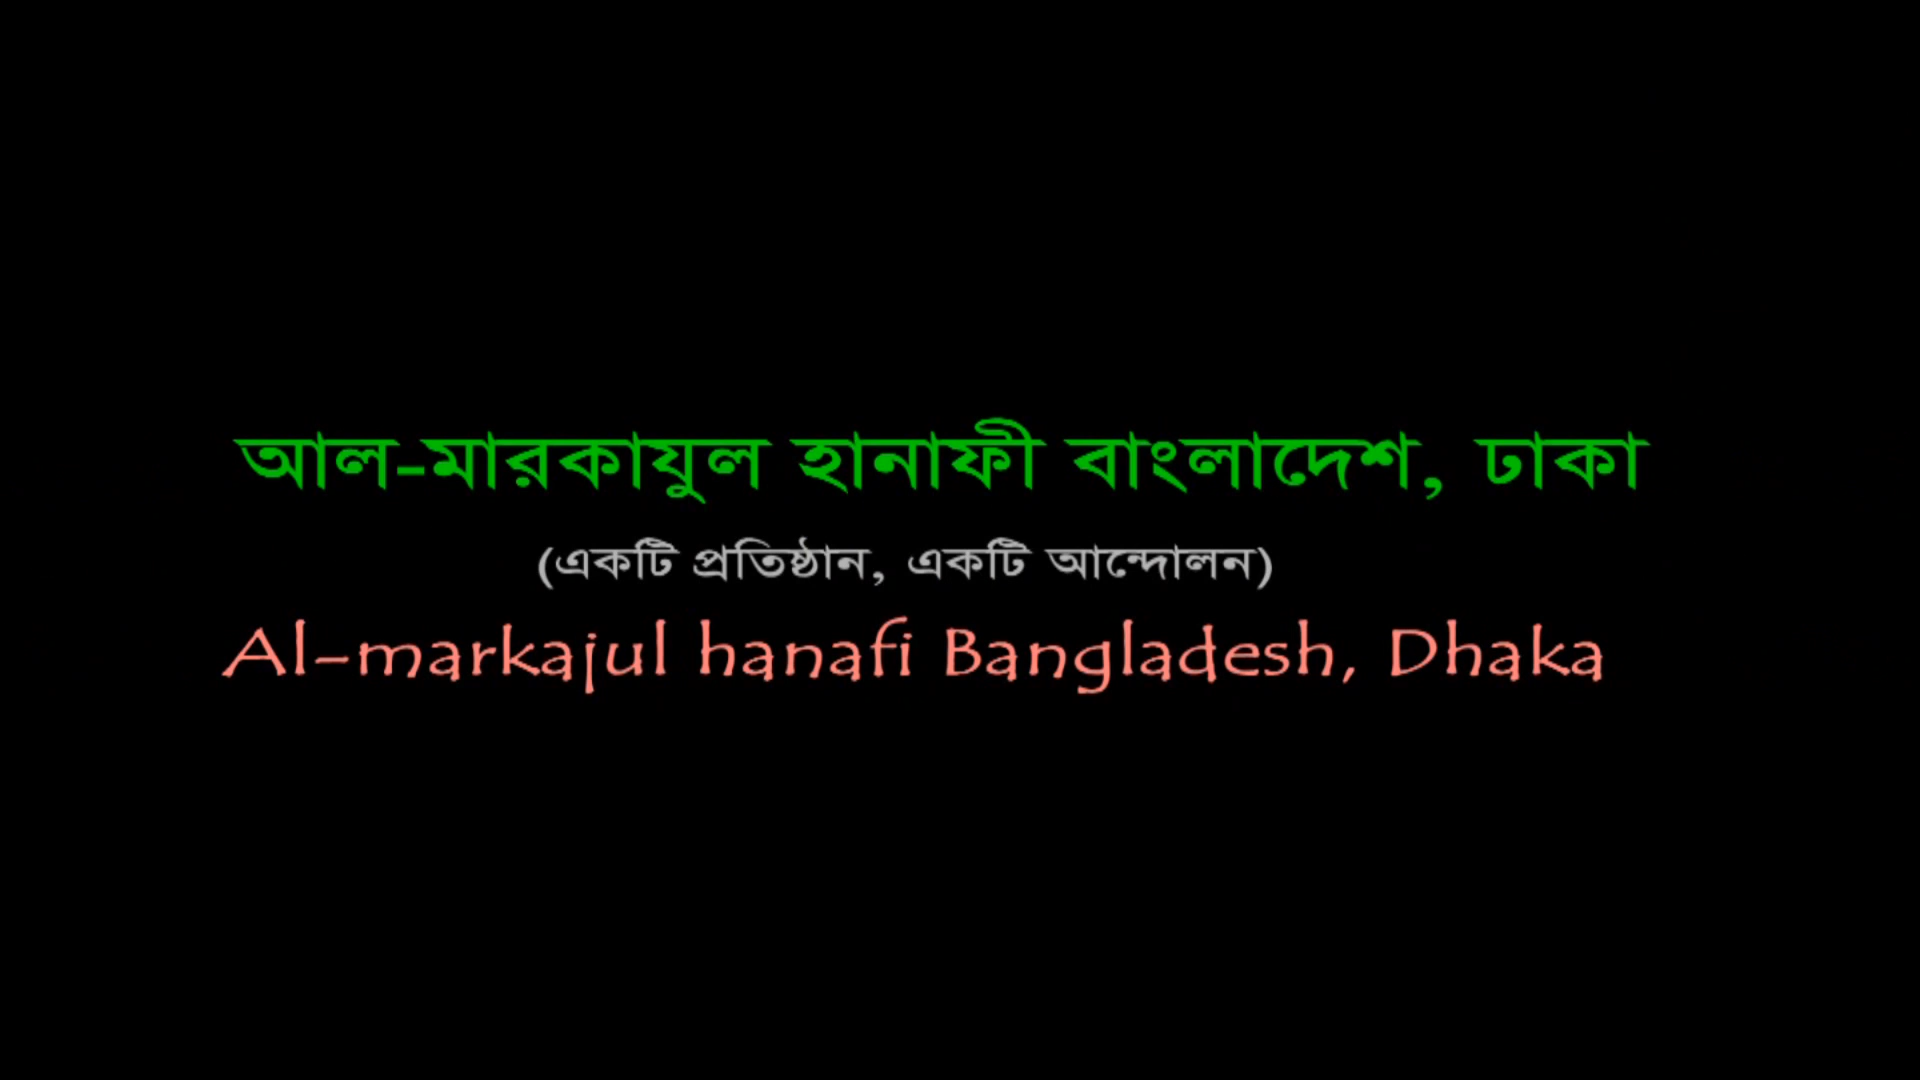 আল-মারকাযুল হানাফী বাংলাদেশ, ঢাকা
(একটি প্রতিষ্ঠান, একটি আন্দোলন)
Al-markajul hanafi Bangladesh, Dhaka